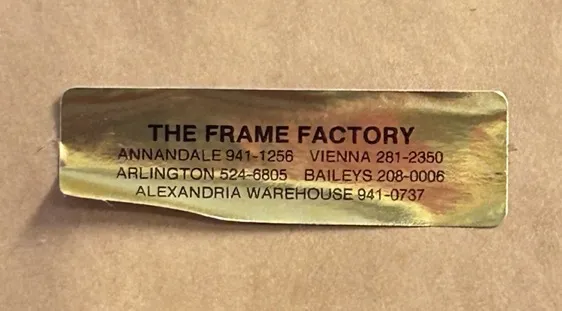 THE FRAME FACTORY
ANNANDALE 941-1256 VIENNA 281-2350
ARLINGTON 524-6805 BAILEYS 208-0006
ALEXANDRIA WAREHOUSE 941-0737